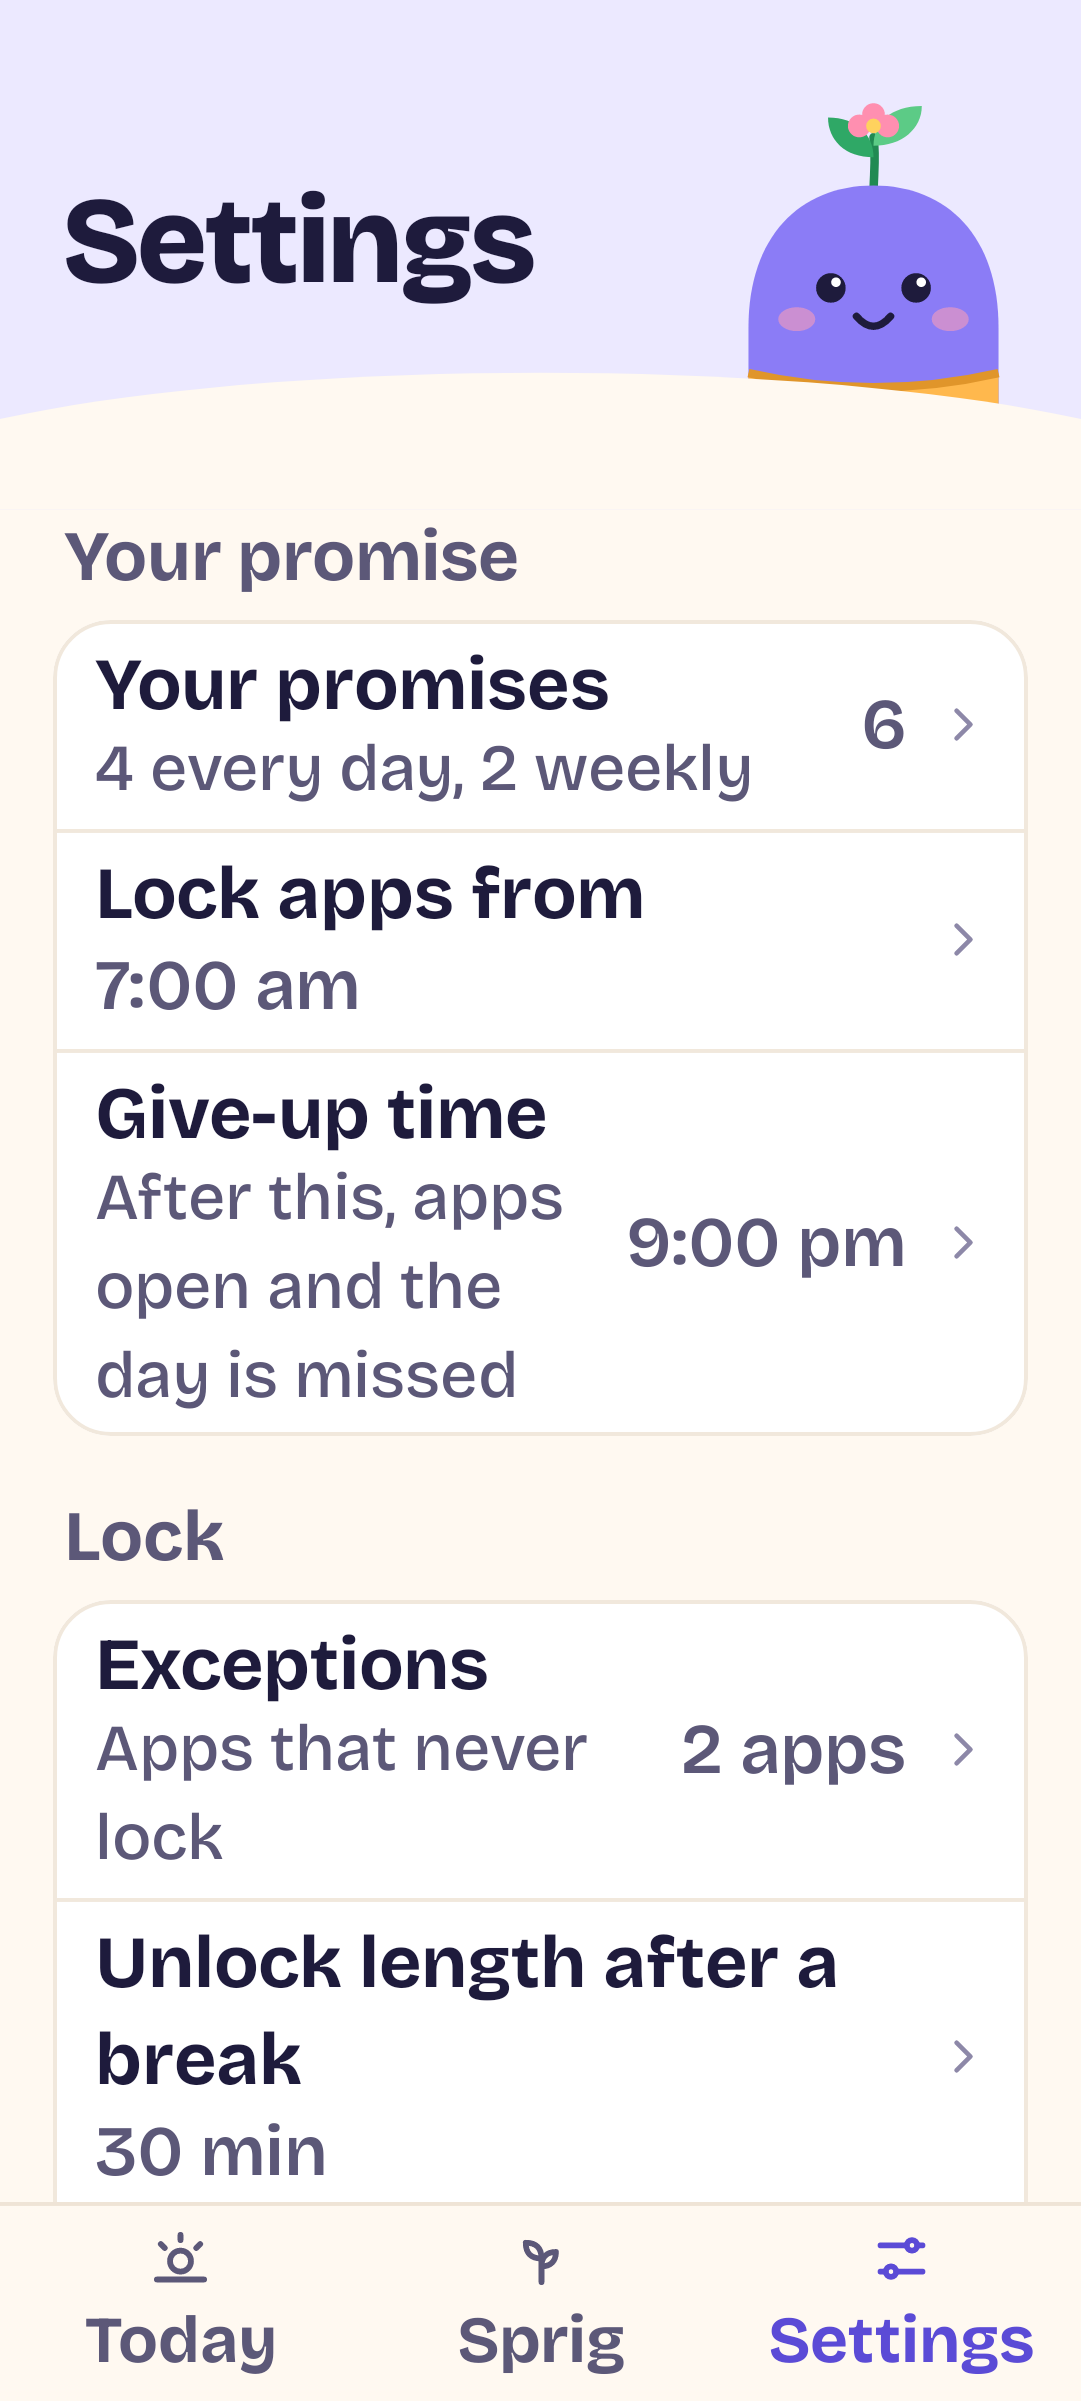 Settings
Your promise
Your promises
4 every day, 2 weekly
6
Lock apps from
7:00 am
Give-up time
After this, apps
open and the
day is missed
9:00 pm
Lock
Exceptions
Apps that never
lock
2 apps
Unlock length after a
break
30 min
Today
Sprig
Settings